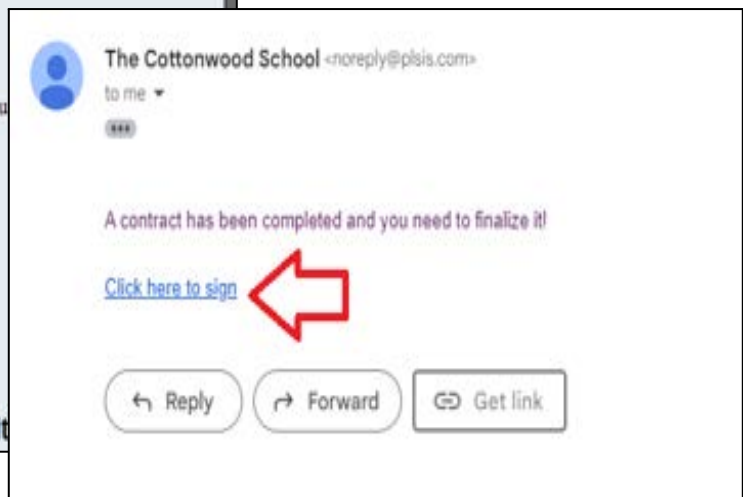 The Cottonwood School <noreply@plsis.com>
to me
A contract has been completed and you need to finalize it!
Click here to sign
Reply
Forward
Get link